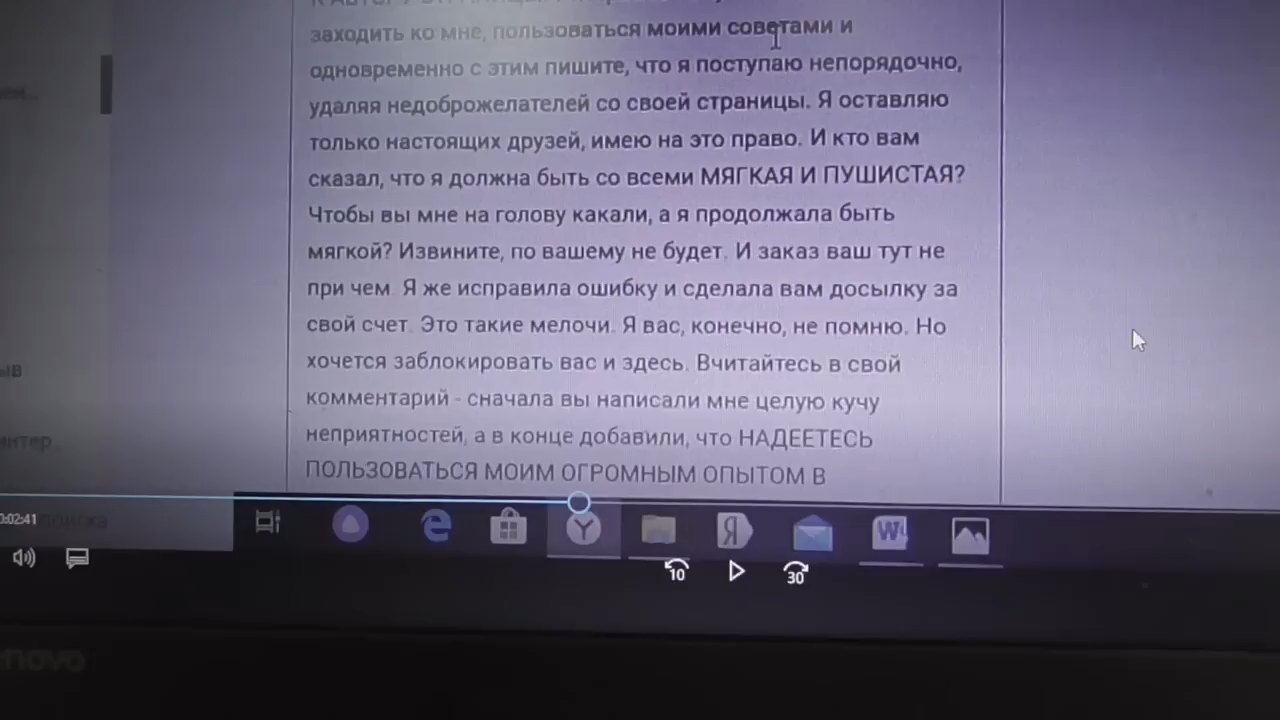 заходить ко мне, пользоваться моими советами и
одновременно с этим пишите, что я поступаю непорядочно,
удаляя недоброжелателей со своей страницы. Я оставляю
только настоящих друзей, имею на это право. И кто вам
сказал, что я должна быть со всеми МЯГКАЯ И ПУШИСТАЯ?
Чтобы вы мне на голову какали, а я продолжала быть
мягкой? Извините, по вашему не будет. И заказ ваш тут не
при чем. Я же исправила ошибку и сделала вам досылку за
свой счет. Это такие мелочи. Я вас, конечно, не помню. Но
хочется заблокировать вас и здесь. Вчитайтесь в свой
ыв
комментарий - сначала вы написали мне целую кучу
неприятностей, а в конце добавили, что НАДЕЕТЕСЬ
интер
ПОЛЬЗОВАТЬСЯ МОИМ ОГРОМНЫМ ОПЫТОМ В
0:02:41
поиска
10
30
enovo